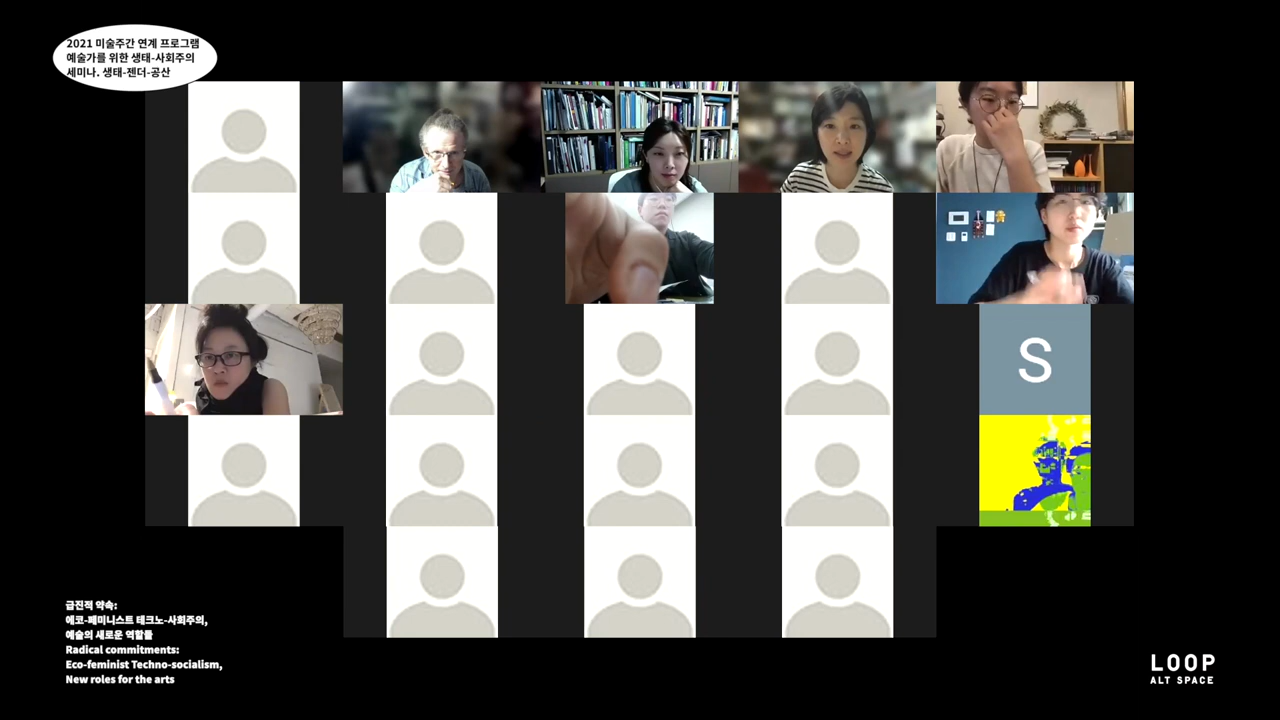 2021 미술주간 연계 프로그램
예술가를 위한 생태-사회주의
세미나. 생태-젠더-공산
S
급진적 약속:
에코-페미니스트 테크노-사회주의,
예술의 새로운 역할들
Radical commitments:
Eco-feminist Techno-socialism,
New roles for the arts
LOOP
ALT SPACE